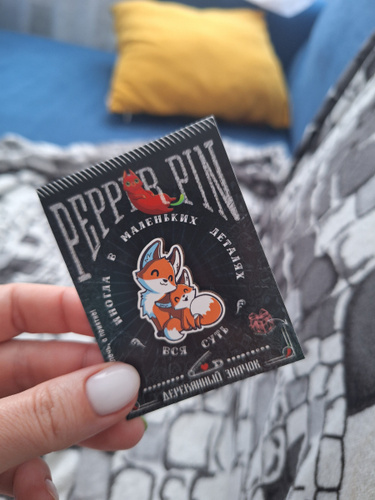 PEPPER PIN
ИНОГДА В МАЛЕНЬКИХ ДЕТАЛЯХ
ВСЯ СУТЬ
ДЕРЕВЯННЫЙ ЗНАЧОК